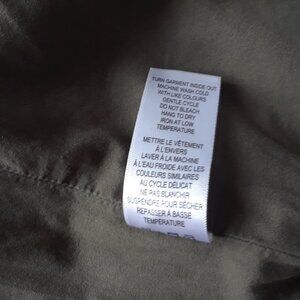 TURN GARMENT INSIDE OUT
MACHINE WASH COLD
WITH LIKE COLOURS
GENTLE CYCLE
DO NOT BLEACH
HANG TO DRY
IRON AT LOW
TEMPERATURE
METTRE LE VÊTEMENT
À L'ENVERS
LAVER À LA MACHINE
À L'EAU FROIDE AVEC LES
COULEURS SIMILAIRES
AU CYCLE DÉLICAT
NE PAS BLANCHIR
SUSPENDRE POUR SÉCHER
REPASSER À BASSE
TEMPÉRATURE